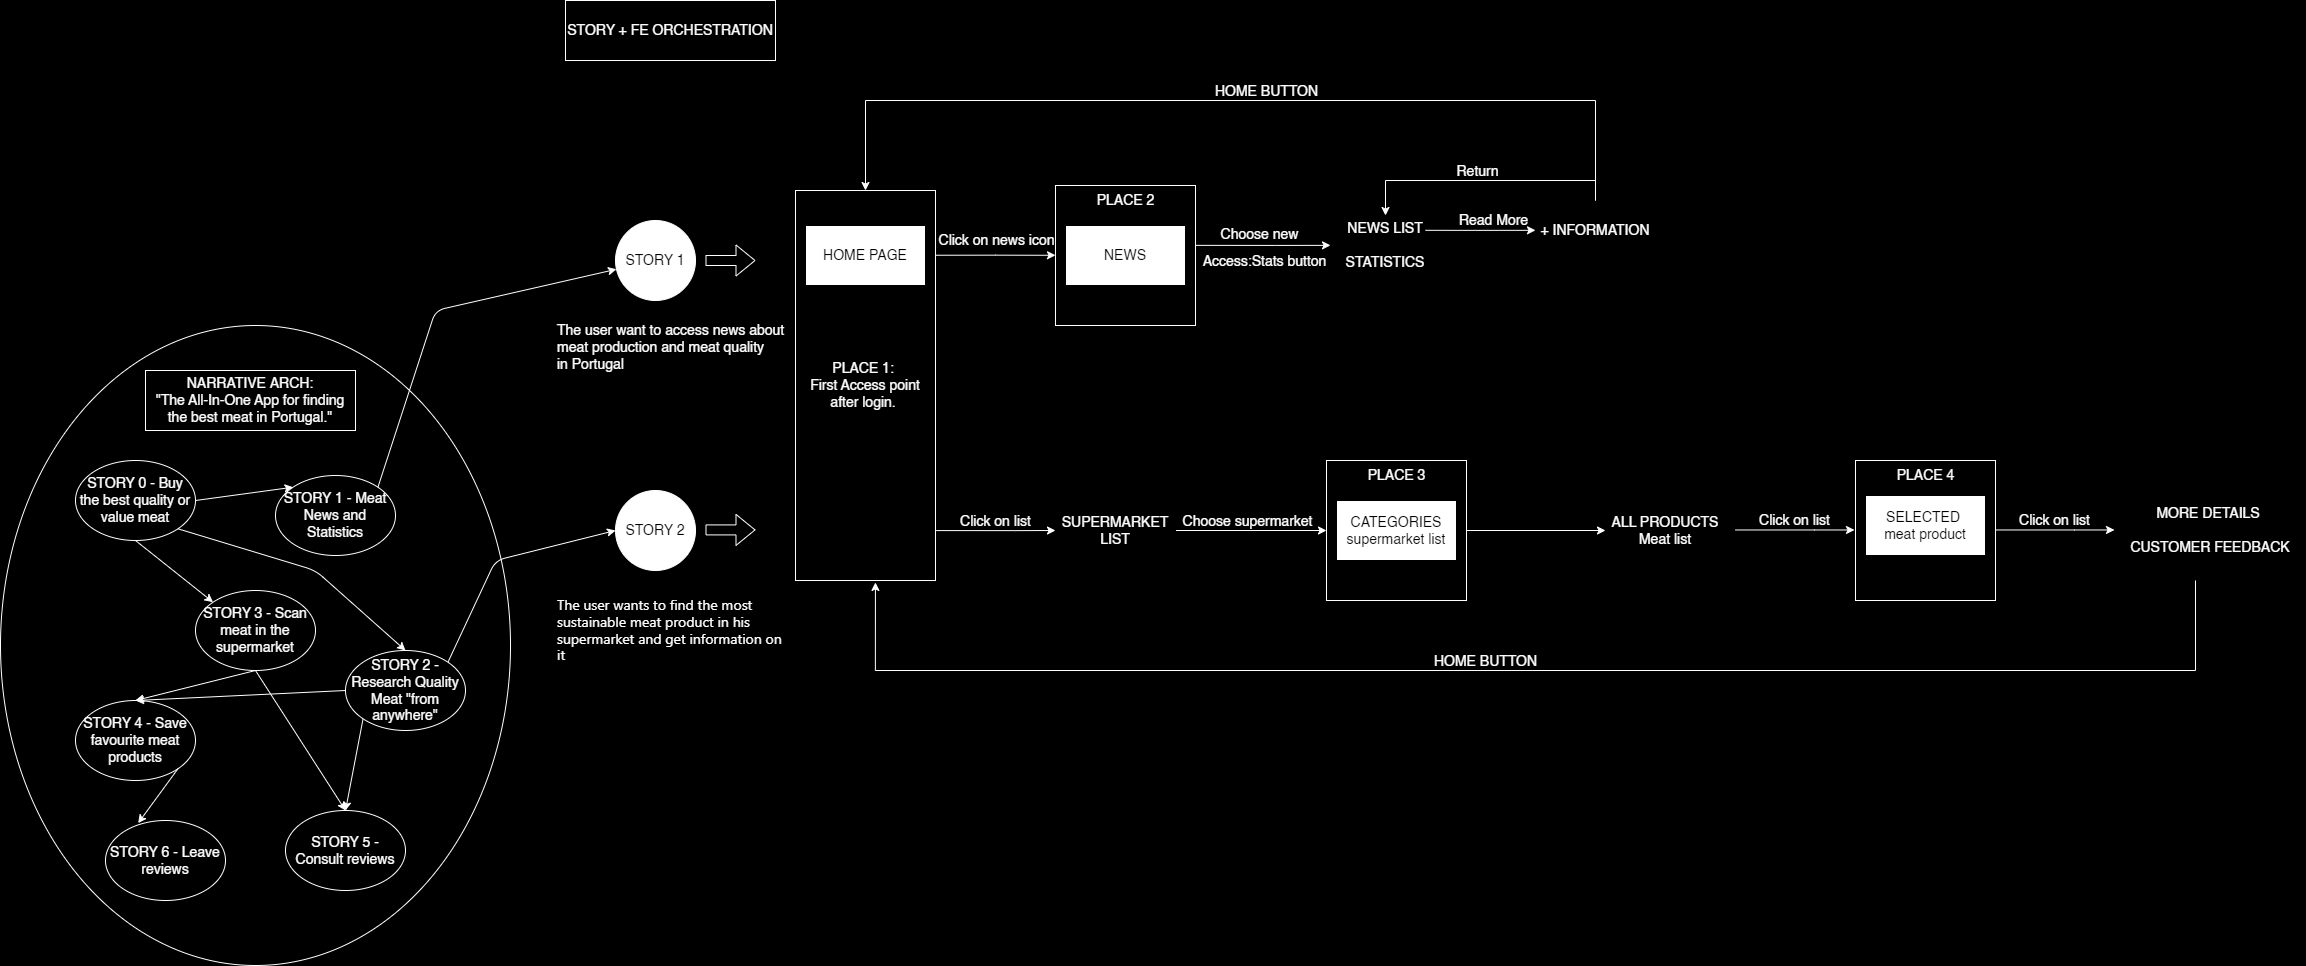 STORY + FE ORCHESTRATION
HOME BUTTON
Return
PLACE 2
NEWS LIST
Read More
+ INFORMATION
Choose new
Click on news icon
HOME PAGE
NEWS
STORY 1
Access:Stats button
STATISTICS
The user want to access news about
meat production and meat quality
in Portugal
PLACE 1:
First Access point
after login.
NARRATIVE ARCH:
"The All-In-One App for finding
the best meat in Portugal."
STORY 0 - Buy
the best quality or
value meat
STORY 1 - Meat
News and
Statistics
STORY 3 - Scan
meat in the
supermarket
STORY 2 -
Research Quality
Meat "from
anywhere"
STORY 4 - Save
favourite meat
products
STORY 6 - Leave
reviews
STORY 5 -
Consult reviews
STORY 2
The user wants to find the most
sustainable meat product in his
supermarket and get information on
it
Click on list
SUPERMARKET
LIST
Choose supermarket
PLACE 3
CATEGORIES
supermarket list
ALL PRODUCTS
Meat list
Click on list
PLACE 4
SELECTED
meat product
Click on list
MORE DETAILS
CUSTOMER FEEDBACK
HOME BUTTON